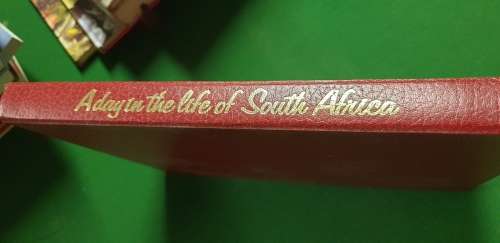 A day in the life of South Africa